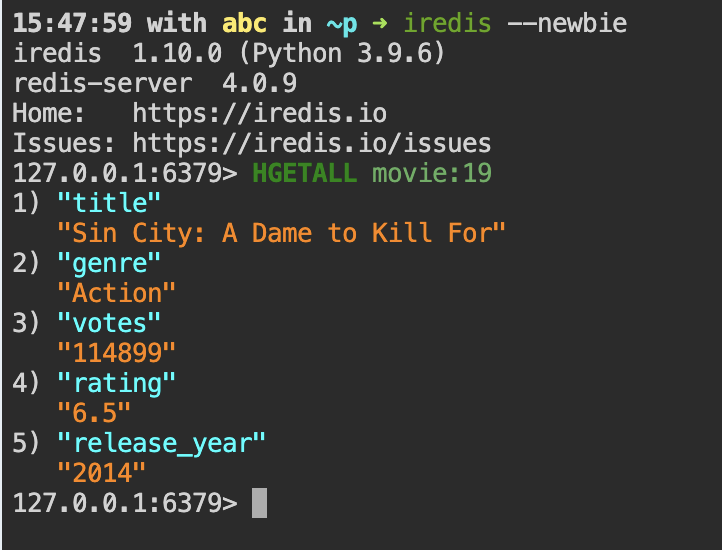 15:47:59 with abc in ~p ➜ iredis --newbie
iredis  1.10.0 (Python 3.9.6)
redis-server  4.0.9
Home:   https://iredis.io
Issues: https://iredis.io/issues
127.0.0.1:6379> HGETALL movie:19
1) "title"
   "Sin City: A Dame to Kill For"
2) "genre"
   "Action"
3) "votes"
   "114899"
4) "rating"
   "6.5"
5) "release_year"
   "2014"
127.0.0.1:6379>